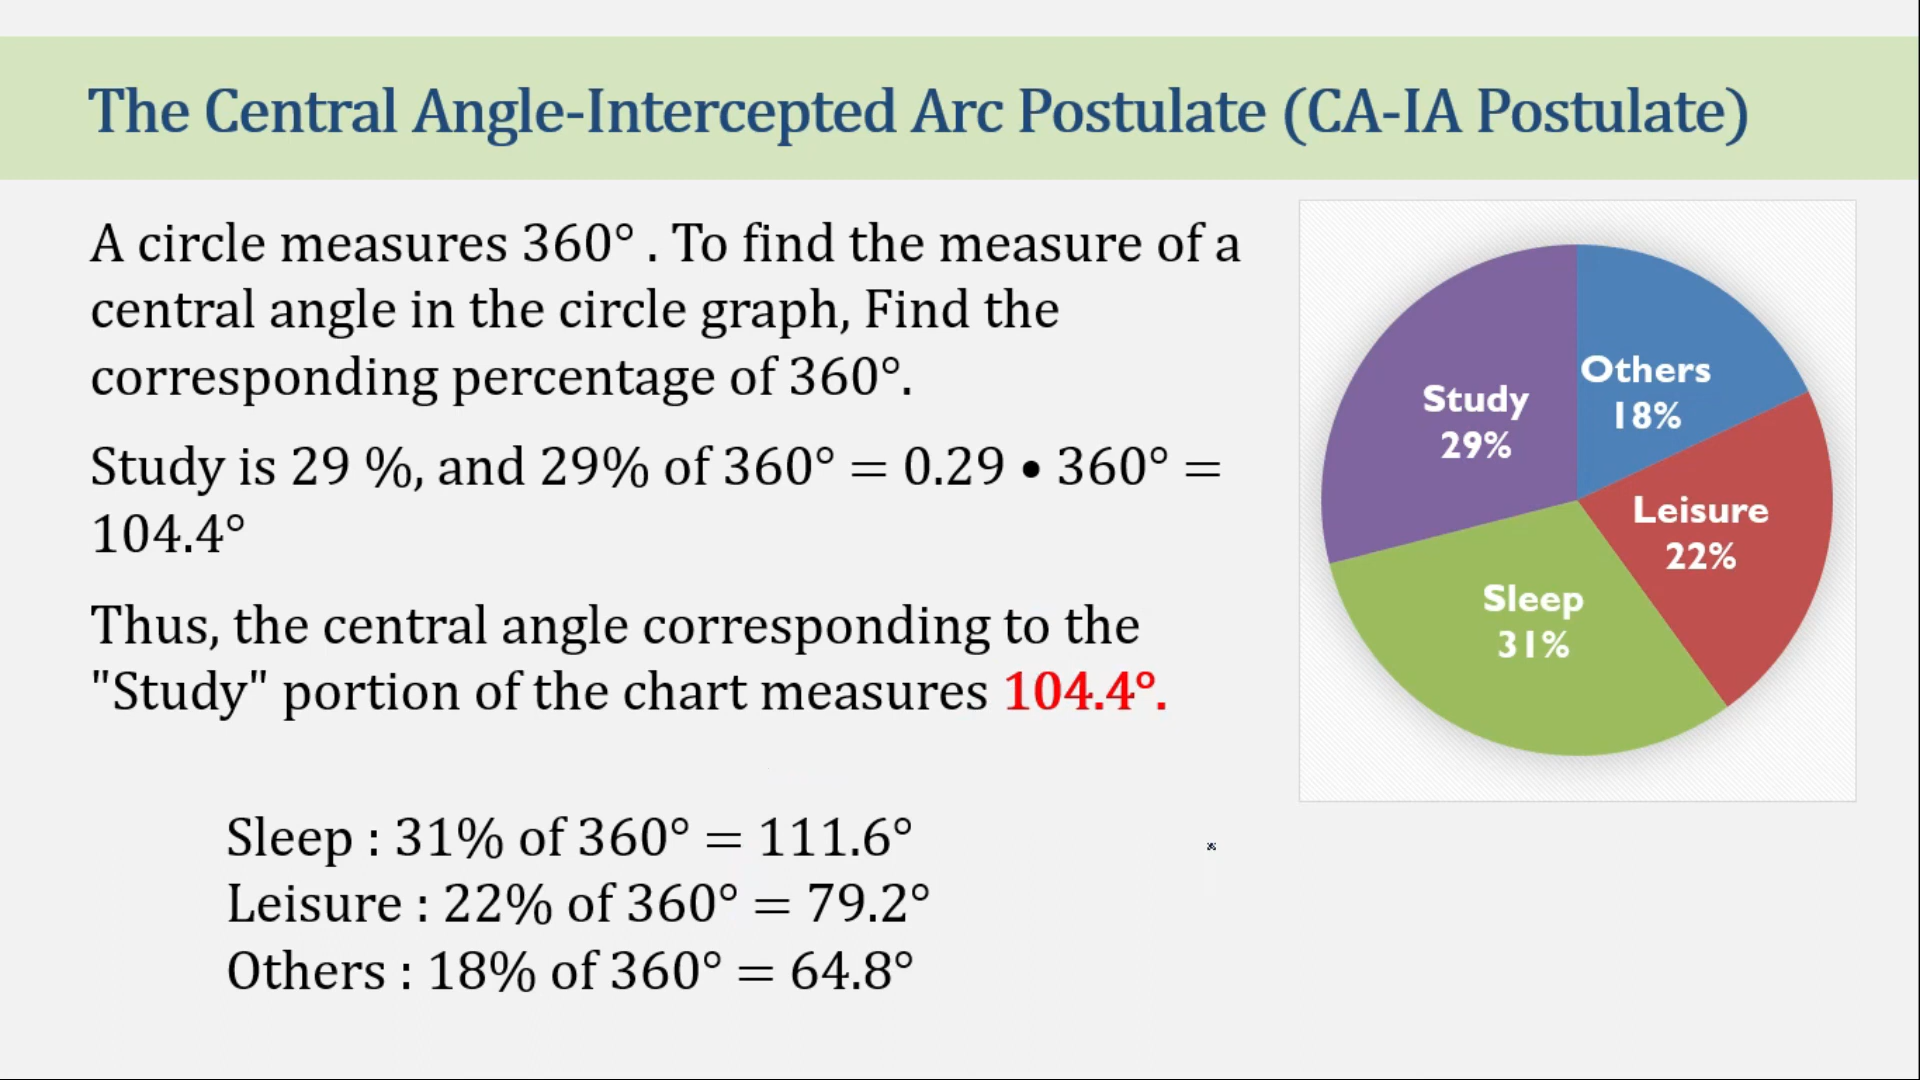 The Central Angle-Intercepted Arc Postulate (CA-IA Postulate)
A circle measures 360° . To find the measure of a
central angle in the circle graph, Find the
corresponding percentage of 360°.
Study is 29 %, and 29% of 360° = 0.29 • 360° =
104.4°
Thus, the central angle corresponding to the
"Study" portion of the chart measures 104.4°.
Sleep : 31% of 360° = 111.6°
Leisure : 22% of 360° = 79.2°
Others : 18% of 360° = 64.8°
Others
18%
Study
29%
Leisure
22%
Sleep
31%